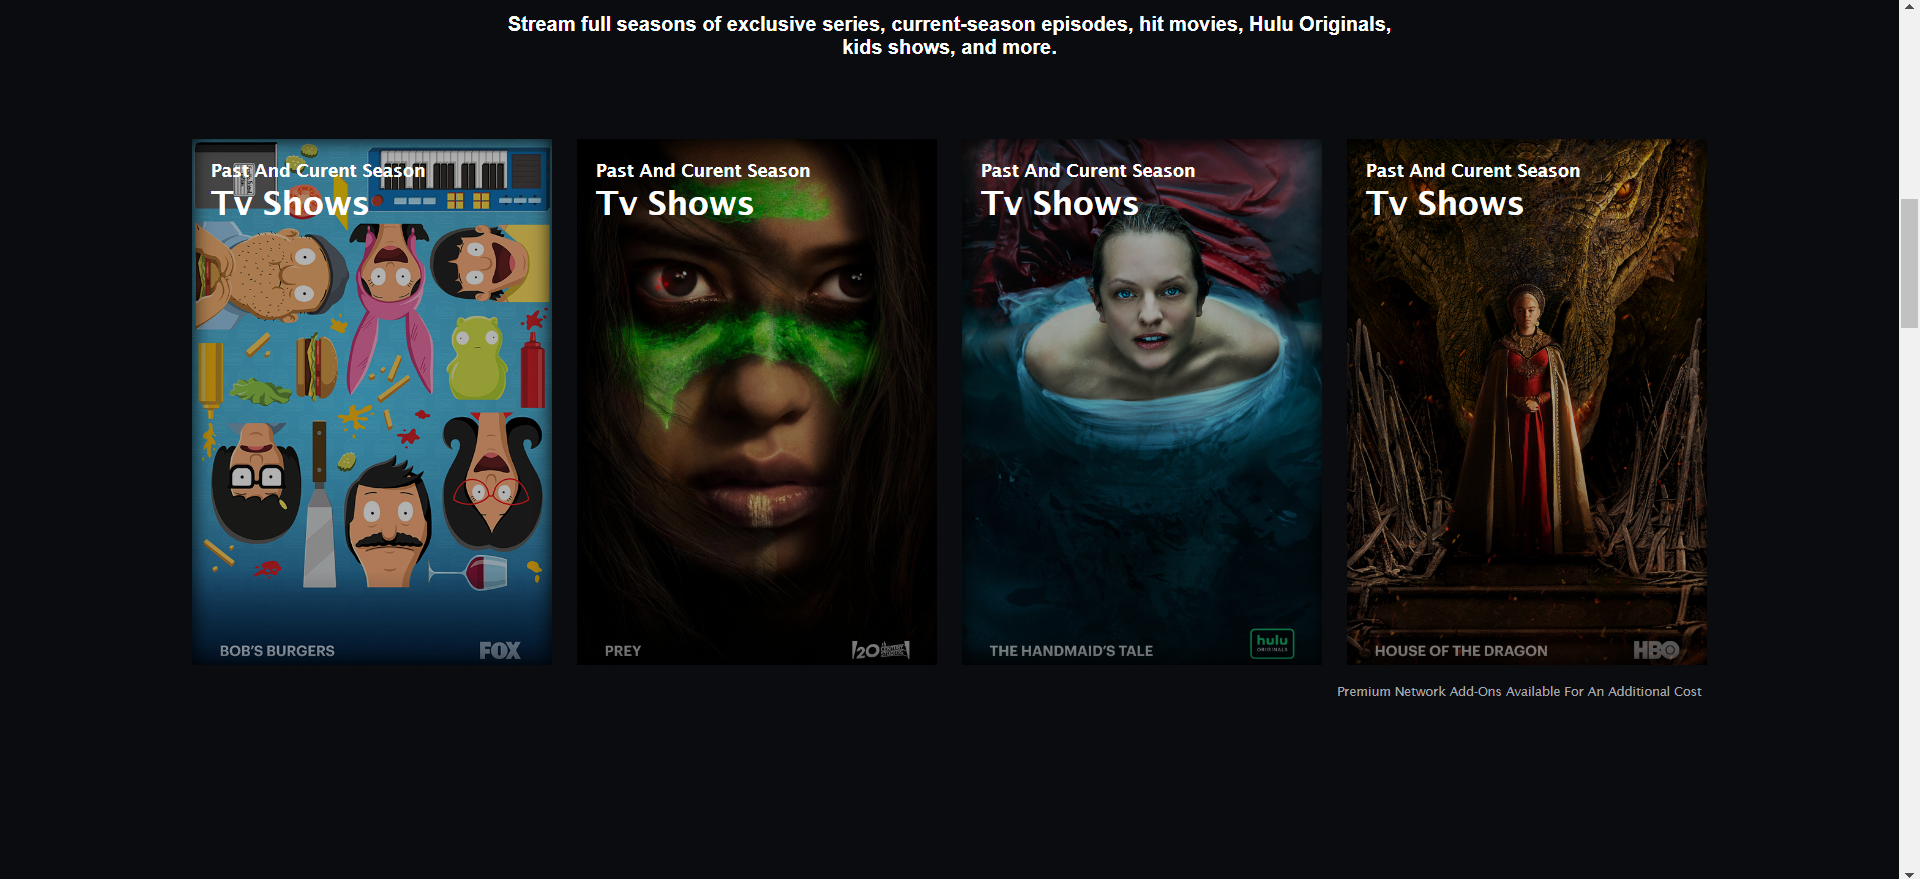 Stream full seasons of exclusive series, current-season episodes, hit movies, Hulu Originals,
kids shows, and more.
Past And Curent Season
Tv Shows
BOB'S BURGERS
FOX
Past And Curent Season
Tv Shows
PREY
20
Past And Curent Season
Tv Shows
THE HANDMAID'S TALE
hulu
ORIGINALS
Past And Curent Season
Tv Shows
HOUSE OF THE DRAGON
HBO
Premium Network Add-Ons Available For An Additional Cost